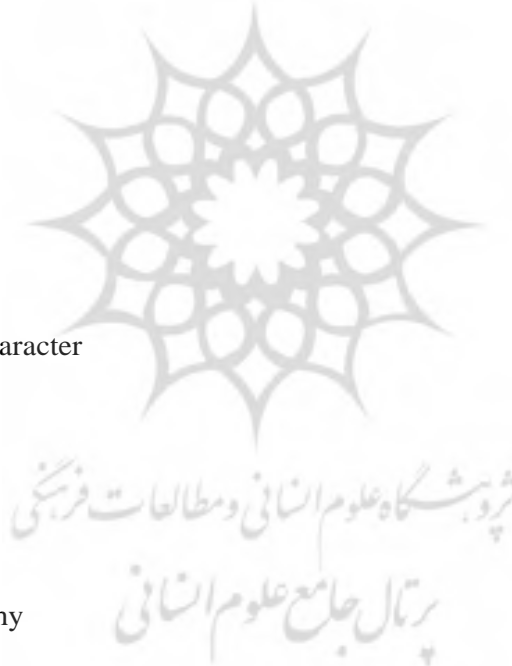 aracter
پژوهشگاه علوم انسانی و مطالعات فرهنگی
ny
پرتال جامع علوم انسانی